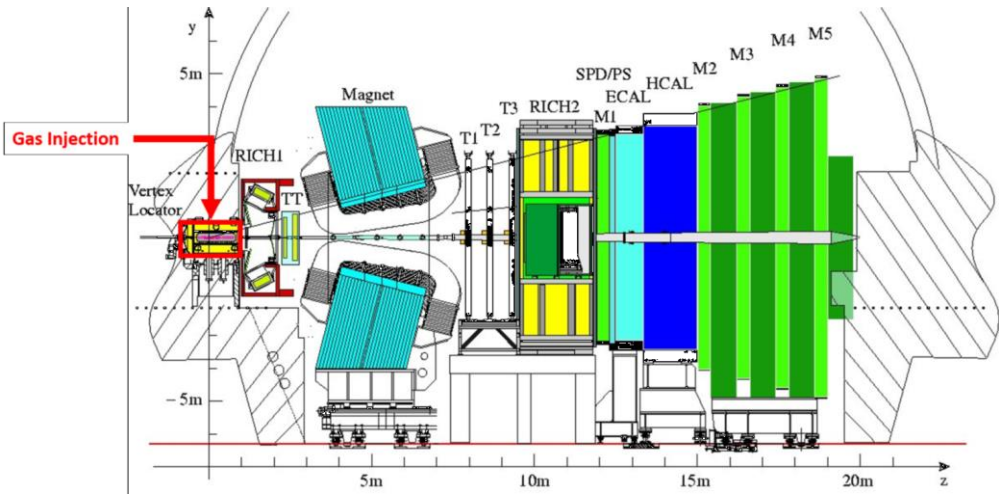 y
5m
Gas Injection
Vertex
Locator
RICH1
TT
Magnet
T1
T2
T3
RICH2
M1
SPD/PS
ECAL
HCAL
M2
M3
M4
M5
− 5m
5m
10m
15m
20m
z